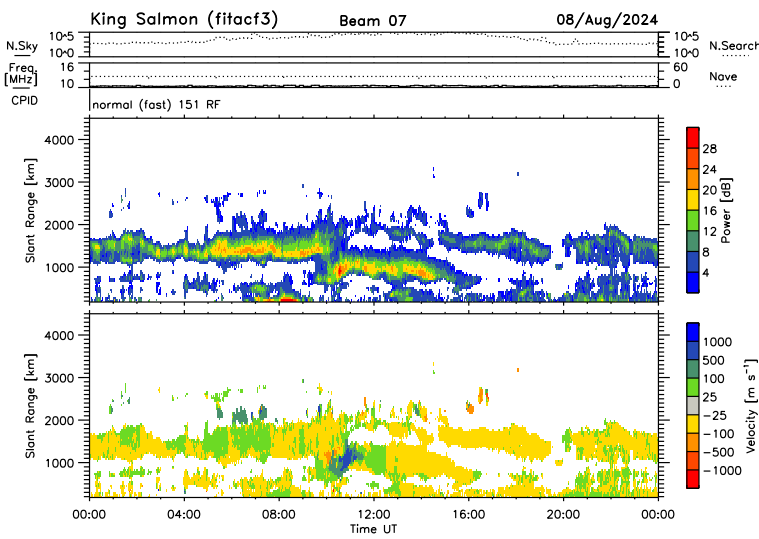 King Salmon (fitacf3)
Beam 07
08/Aug/2024
N.Sky
10^5
10^0
10^5
10^0
N.Search
Freq.
[MHz]
16
10
60
0
Nave
CPID
normal (fast) 151 RF
Slant Range [km]
4000
3000
2000
1000
28
24
20
16
12
8
4
Power [dB]
Slant Range [km]
4000
3000
2000
1000
1000
500
100
25
-25
-100
-500
-1000
Velocity [m s⁻¹]
00:00 04:00 08:00 12:00 16:00 20:00 00:00
Time UT